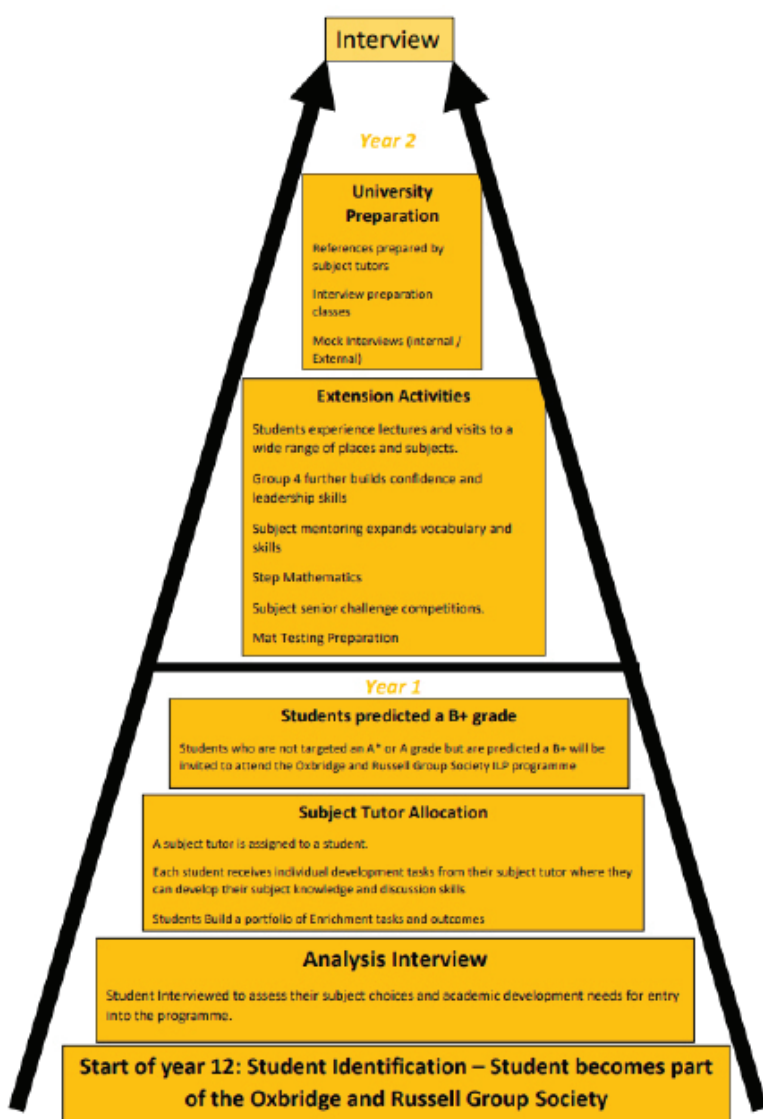 Interview
Year 2
University
Preparation
References prepared by
subject tutors
Interview preparation
classes
Mock Interviews (Internal /
External)
Extension Activities
Students experience lectures and visits to a
wide range of places and subjects.
Group 4 further builds confidence and
leadership skills
Subject mentoring expands vocabulary and
skills
Step Mathematics
Subject senior challenge competitions.
Mat Testing Preparation
Year 1
Students predicted a B+ grade
Students who are not targeted an A* or A grade but are predicted a B+ will be
invited to attend the Oxbridge and Russell Group Society ILP programme
Subject Tutor Allocation
A subject tutor is assigned to a student.
Each student receives individual development tasks from their subject tutor where they
can develop their subject knowledge and discussion skills
Students Build a portfolio of Enrichment tasks and outcomes
Analysis Interview
Student Interviewed to assess their subject choices and academic development needs for entry
into the programme.
Start of year 12: Student Identification – Student becomes part
of the Oxbridge and Russell Group Society